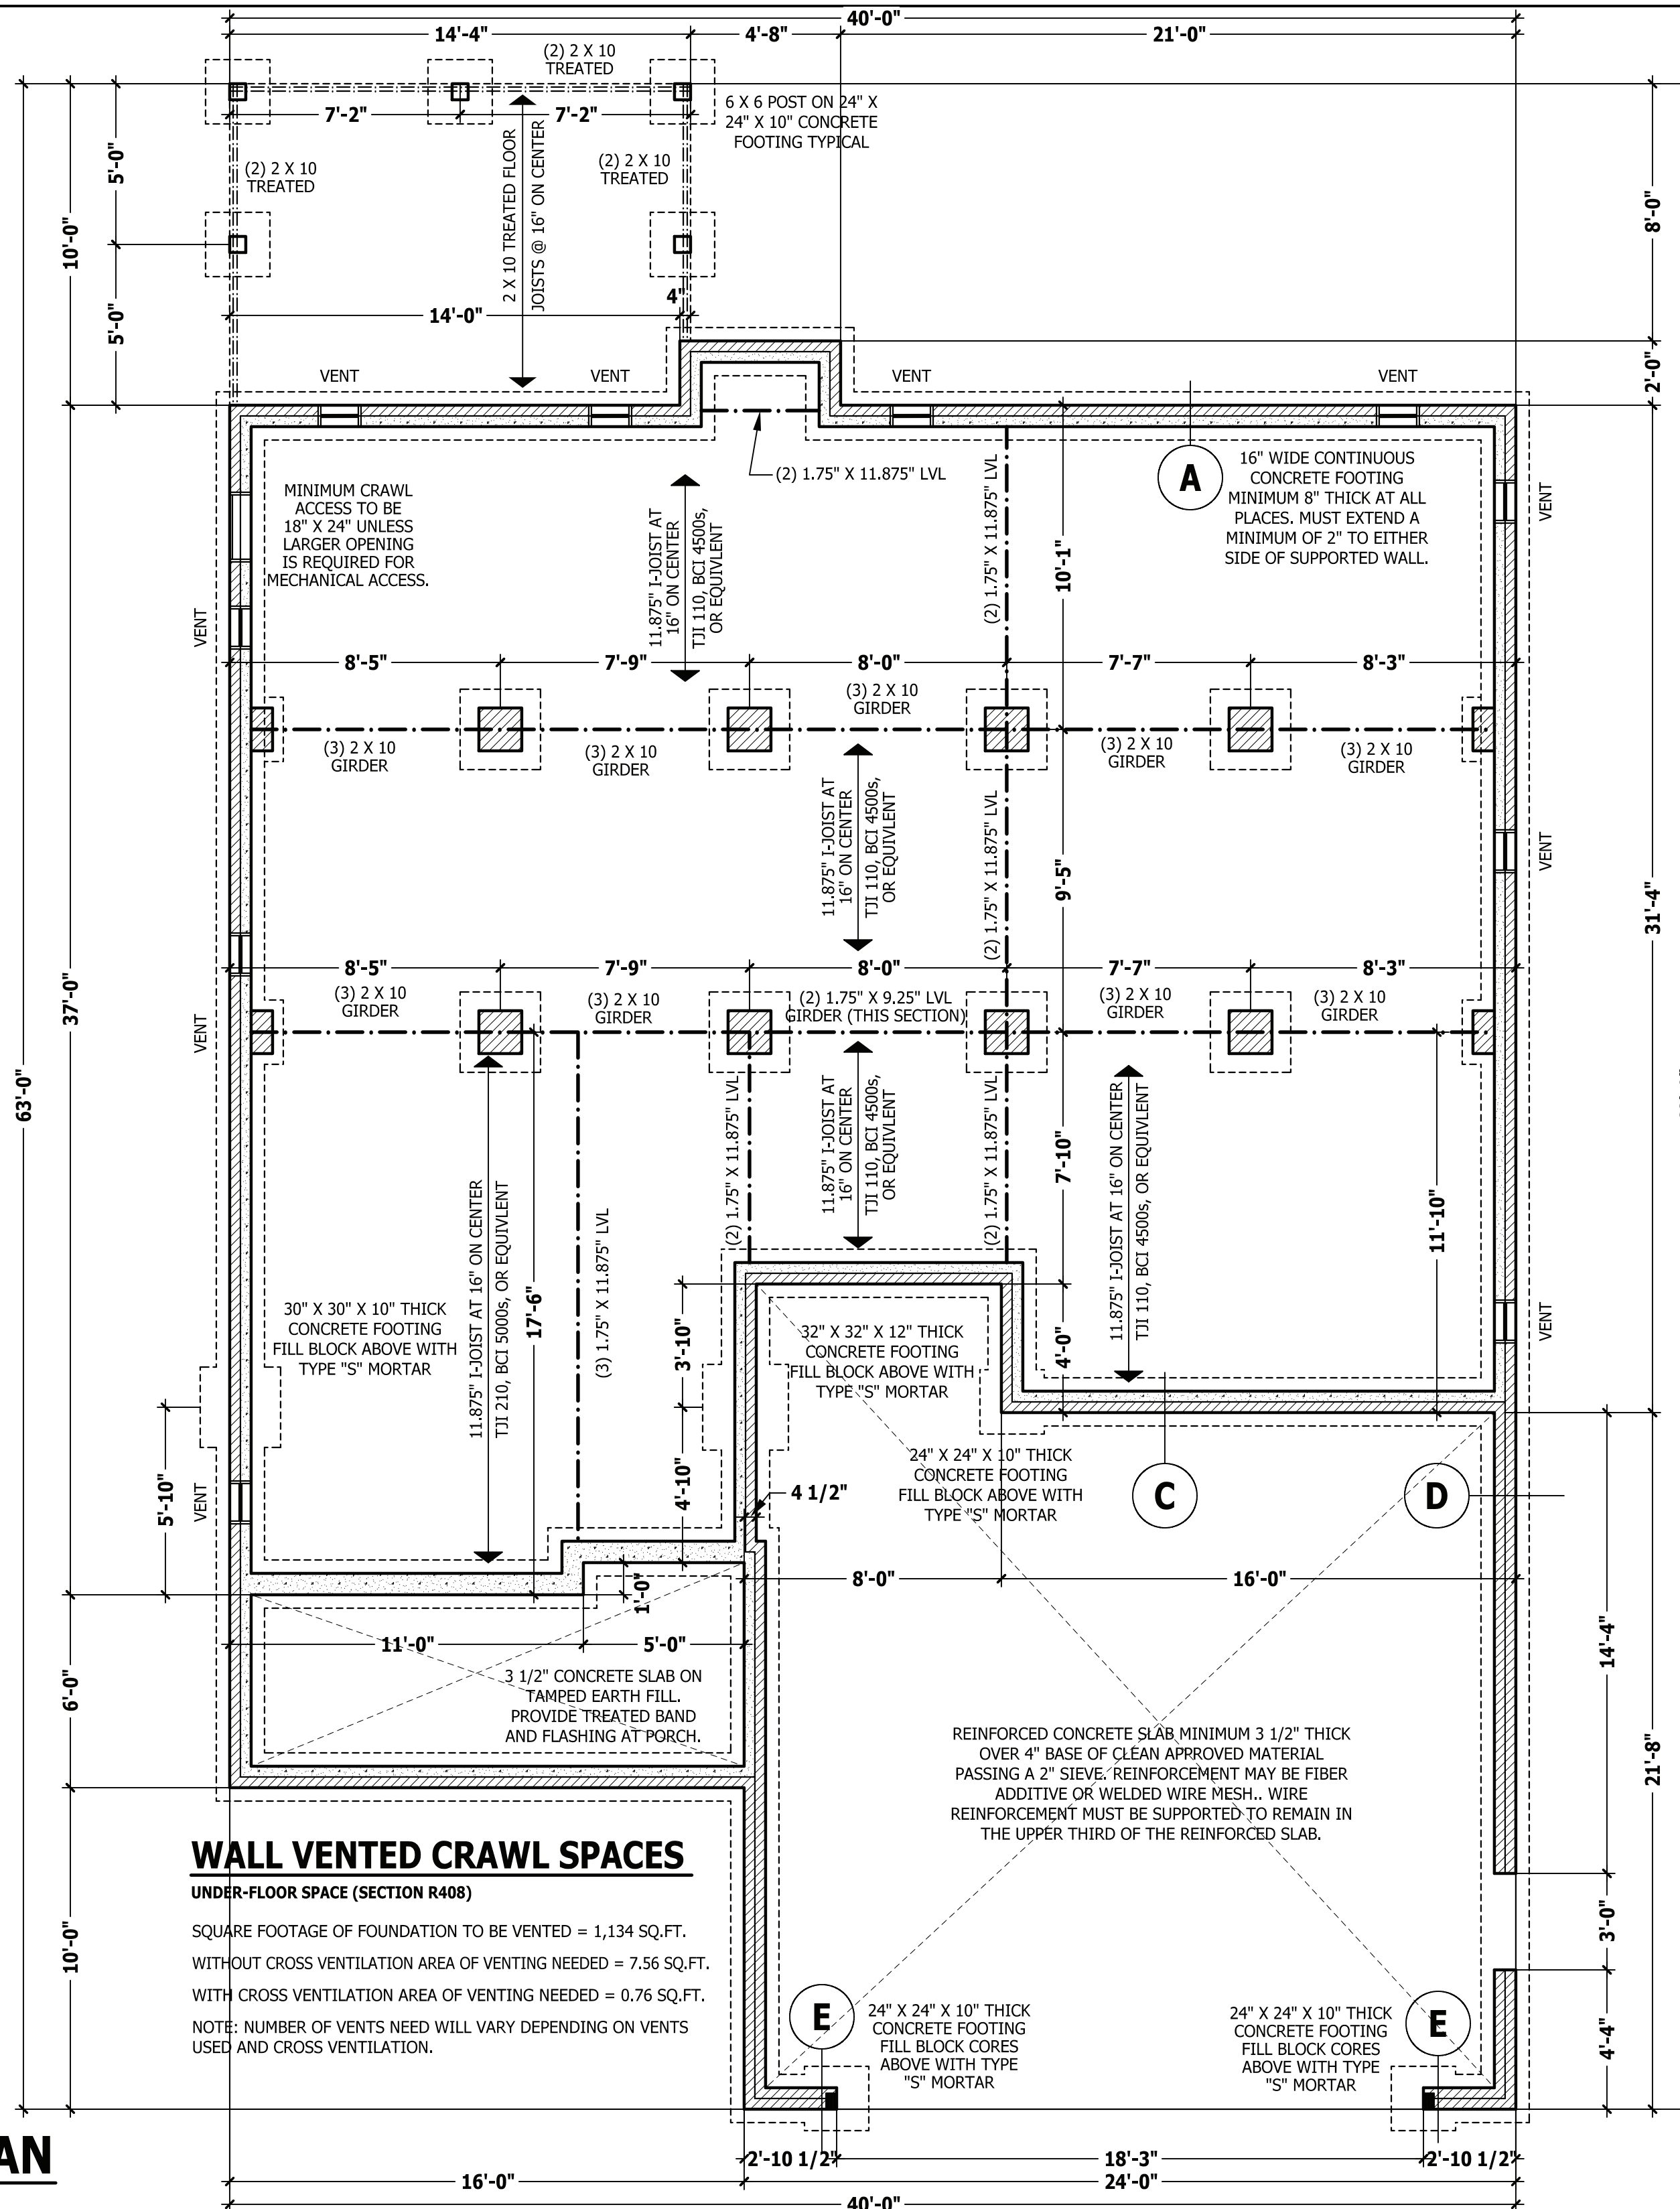 40'-0"
14'-4"
4'-8"
21'-0"
(2) 2 X 10
TREATED
7'-2"
7'-2"
6 X 6 POST ON 24" X
24" X 10" CONCRETE
FOOTING TYPICAL
5'-0"
(2) 2 X 10
TREATED
(2) 2 X 10
TREATED
2 X 10 TREATED FLOOR
JOISTS @ 16" ON CENTER
10'-0"
8'-0"
5'-0"
14'-0"
4"
2'-0"
VENT
VENT
VENT
VENT
(2) 1.75" X 11.875" LVL
A
16" WIDE CONTINUOUS
CONCRETE FOOTING
MINIMUM 8" THICK AT ALL
PLACES. MUST EXTEND A
MINIMUM OF 2" TO EITHER
SIDE OF SUPPORTED WALL.
VENT
MINIMUM CRAWL
ACCESS TO BE
18" X 24" UNLESS
LARGER OPENING
IS REQUIRED FOR
MECHANICAL ACCESS.
11.875" I-JOIST AT
16" ON CENTER
TJI 110, BCI 4500s,
OR EQUIVLENT
(2) 1.75" X 11.875" LVL
10'-1"
VENT
8'-5"
7'-9"
8'-0"
7'-7"
8'-3"
(3) 2 X 10
GIRDER
(3) 2 X 10
GIRDER
(3) 2 X 10
GIRDER
(3) 2 X 10
GIRDER
(3) 2 X 10
GIRDER
11.875" I-JOIST AT
16" ON CENTER
TJI 110, BCI 4500s,
OR EQUIVLENT
(2) 1.75" X 11.875" LVL
9'-5"
VENT
31'-4"
37'-0"
63'-0"
8'-5"
7'-9"
8'-0"
7'-7"
8'-3"
(3) 2 X 10
GIRDER
(3) 2 X 10
GIRDER
(2) 1.75" X 9.25" LVL
GIRDER (THIS SECTION)
(3) 2 X 10
GIRDER
(3) 2 X 10
GIRDER
VENT
11.875" I-JOIST AT 16" ON CENTER
TJI 210, BCI 5000s, OR EQUIVLENT
17'-6"
(3) 1.75" X 11.875" LVL
(2) 1.75" X 11.875" LVL
11.875" I-JOIST AT
16" ON CENTER
TJI 110, BCI 4500s,
OR EQUIVLENT
(2) 1.75" X 11.875" LVL
7'-10"
11.875" I-JOIST AT 16" ON CENTER
TJI 110, BCI 4500s, OR EQUIVLENT
11'-10"
VENT
30" X 30" X 10" THICK
CONCRETE FOOTING
FILL BLOCK ABOVE WITH
TYPE "S" MORTAR
3'-10"
32" X 32" X 12" THICK
CONCRETE FOOTING
FILL BLOCK ABOVE WITH
TYPE "S" MORTAR
4'-0"
24" X 24" X 10" THICK
CONCRETE FOOTING
FILL BLOCK ABOVE WITH
TYPE "S" MORTAR
C
D
5'-10"
VENT
4'-10"
4 1/2"
8'-0"
16'-0"
1'-0"
11'-0"
5'-0"
14'-4"
6'-0"
3 1/2" CONCRETE SLAB ON
TAMPED EARTH FILL.
PROVIDE TREATED BAND
AND FLASHING AT PORCH.
REINFORCED CONCRETE SLAB MINIMUM 3 1/2" THICK
OVER 4" BASE OF CLEAN APPROVED MATERIAL
PASSING A 2" SIEVE. REINFORCEMENT MAY BE FIBER
ADDITIVE OR WELDED WIRE MESH.. WIRE
REINFORCEMENT MUST BE SUPPORTED TO REMAIN IN
THE UPPER THIRD OF THE REINFORCED SLAB.
21'-8"
WALL VENTED CRAWL SPACES
UNDER-FLOOR SPACE (SECTION R408)
SQUARE FOOTAGE OF FOUNDATION TO BE VENTED = 1,134 SQ.FT.
WITHOUT CROSS VENTILATION AREA OF VENTING NEEDED = 7.56 SQ.FT.
WITH CROSS VENTILATION AREA OF VENTING NEEDED = 0.76 SQ.FT.
NOTE: NUMBER OF VENTS NEED WILL VARY DEPENDING ON VENTS
USED AND CROSS VENTILATION.
10'-0"
3'-0"
4'-4"
E
24" X 24" X 10" THICK
CONCRETE FOOTING
FILL BLOCK CORES
ABOVE WITH TYPE
"S" MORTAR
24" X 24" X 10" THICK
CONCRETE FOOTING
FILL BLOCK CORES
ABOVE WITH TYPE
"S" MORTAR
E
AN
2'-10 1/2"
18'-3"
2'-10 1/2"
16'-0"
24'-0"
40'-0"